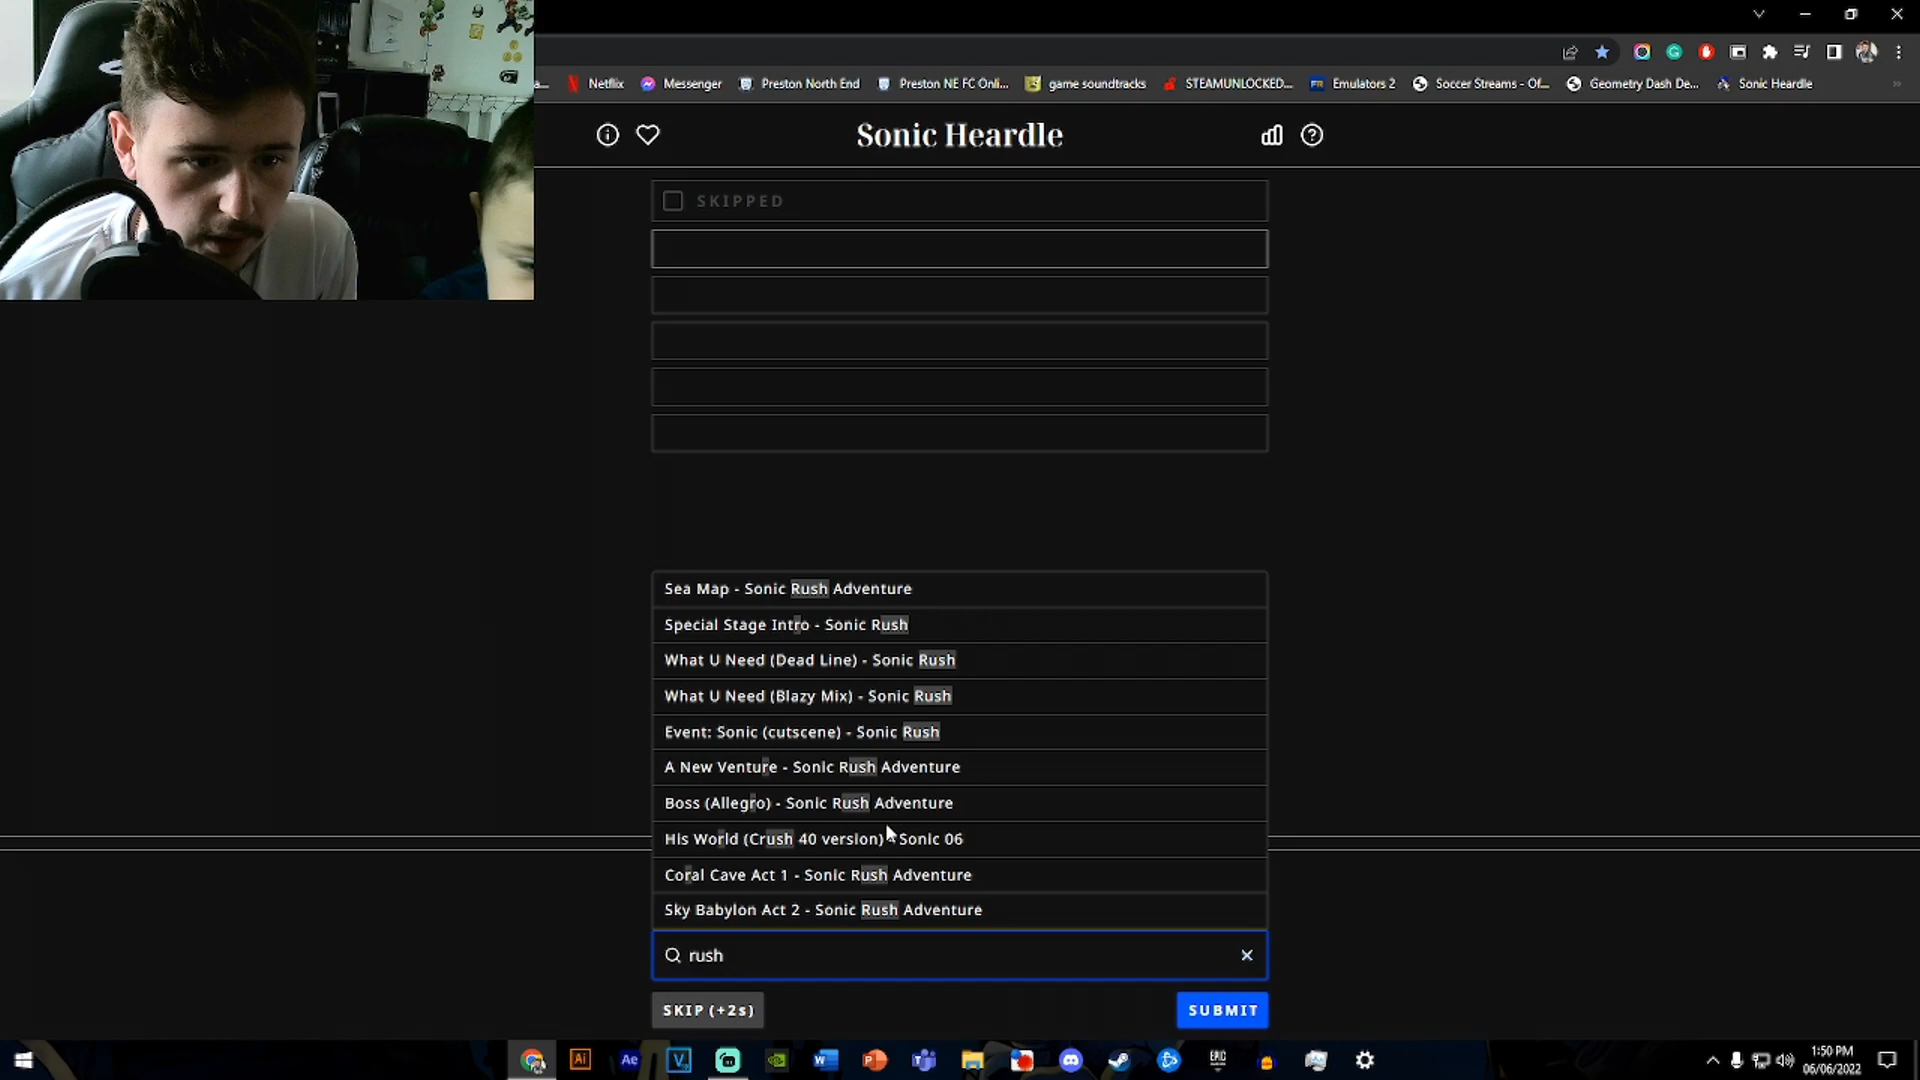 Netflix
Messenger
Preston North End
Preston NE FC Onli...
game soundtracks
STEAMUNLOCKED...
Emulators 2
Soccer Streams - Of...
Geometry Dash De...
Sonic Heardle
Sonic Heardle
SKIPPED
Sea Map - Sonic Rush Adventure
Special Stage Intro - Sonic Rush
What U Need (Dead Line) - Sonic Rush
What U Need (Blazy Mix) - Sonic Rush
Event: Sonic (cutscene) - Sonic Rush
A New Venture - Sonic Rush Adventure
Boss (Allegro) - Sonic Rush Adventure
His World (Crush 40 version) - Sonic 06
Coral Cave Act 1 - Sonic Rush Adventure
Sky Babylon Act 2 - Sonic Rush Adventure
rush
SKIP (+2s)
SUBMIT
Ai
Ae
V
W
P
T
EPIC
1:50 PM
06/06/2022